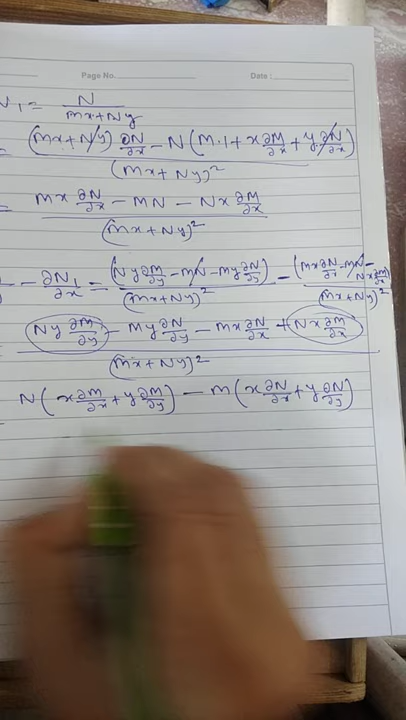 Page No. Date :
N₁ = N / (Mx+Ny)
= ((Mx+Ny) ∂N/∂x − N(M·1 + x ∂M/∂x + y ∂N/∂x)) / (Mx+Ny)²
= (Mx ∂N/∂x − MN − Nx ∂M/∂x) / (Mx+Ny)²
− ∂N₁/∂x = (Ny ∂M/∂y − MN − My ∂N/∂y) / (Mx+Ny)² − (Mx ∂N/∂x − MN − Nx ∂M/∂x) / (Mx+Ny)²
(Ny ∂M/∂y − My ∂N/∂y − Mx ∂N/∂x + Nx ∂M/∂x) / (Mx+Ny)²
N(x ∂M/∂x + y ∂M/∂y) − M(x ∂N/∂x + y ∂N/∂y)